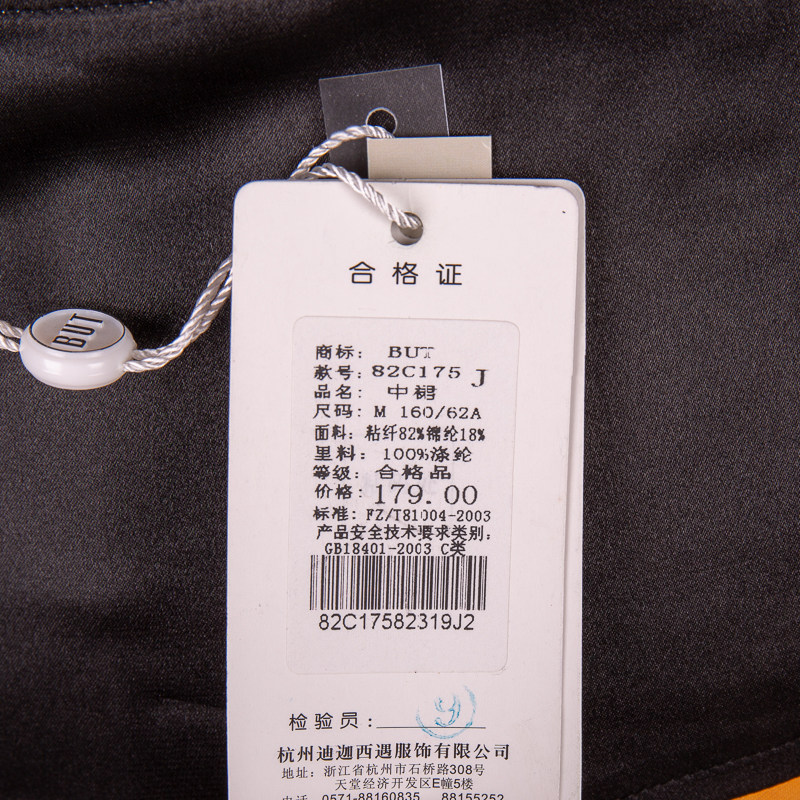 BUT
合格证
商标: BUT
款号: 82C175 J
品名: 中裙
尺码: M 160/62A
面料: 粘纤82%锦纶18%
里料: 100%涤纶
等级: 合格品
价格: 179.00
标准: FZ/T81004-2003
产品安全技术要求类别:
GB18401-2003 C类
82C17582319J2
检验员:
杭州迪迦西遇服饰有限公司
地址: 浙江省杭州市石桥路308号
天堂经济开发区E幢5楼
电话: 0571-88160835 88155252